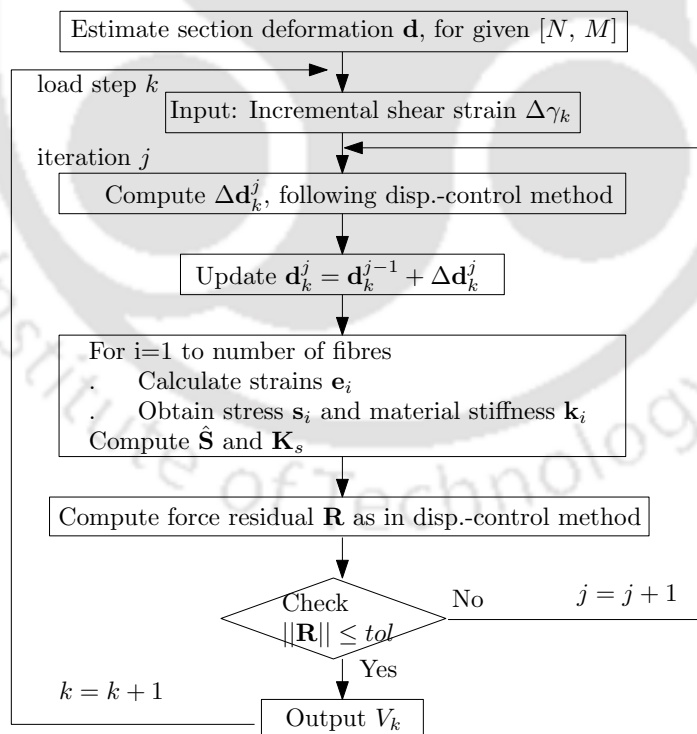 Estimate section deformation d, for given [N, M]
load step k
Input: Incremental shear strain Δγ_k
iteration j
Compute Δd_k^j, following disp.-control method
Update d_k^j = d_k^{j−1} + Δd_k^j
For i=1 to number of fibres
. Calculate strains e_i
. Obtain stress s_i and material stiffness k_i
Compute Ŝ and K_s
Compute force residual R as in disp.-control method
Check
||R|| ≤ tol
No
j = j + 1
Yes
k = k + 1
Output V_k
Institute of Technology